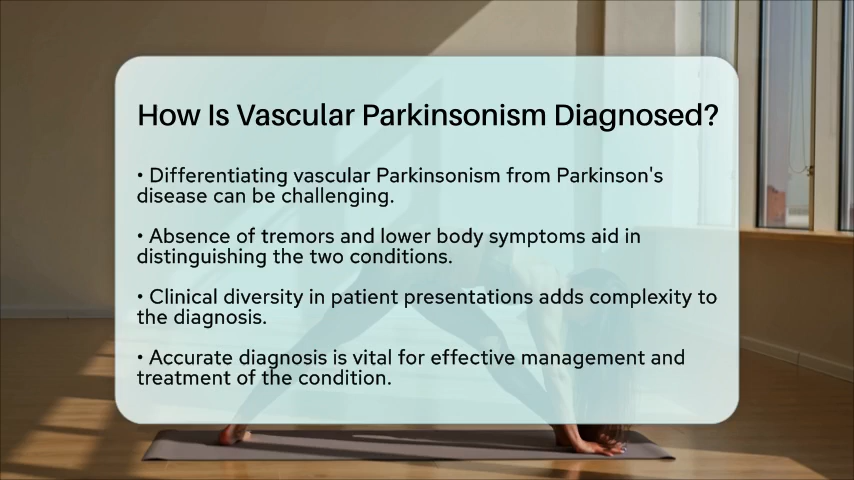 How Is Vascular Parkinsonism Diagnosed?
• Differentiating vascular Parkinsonism from Parkinson's
disease can be challenging.
• Absence of tremors and lower body symptoms aid in
distinguishing the two conditions.
• Clinical diversity in patient presentations adds complexity to
the diagnosis.
• Accurate diagnosis is vital for effective management and
treatment of the condition.